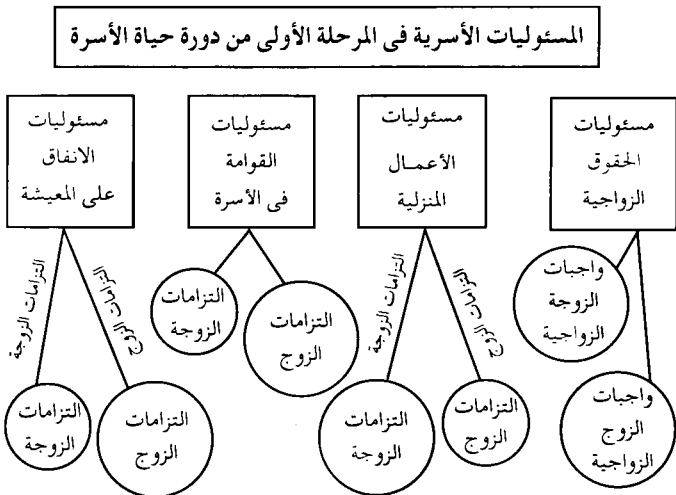 المسئوليات الأسرية فى المرحلة الأولى من دورة حياة الأسرة
مسئوليات
الحقوق
الزواجية
مسئوليات
الأعمـال
المنزلية
مسئوليات
القوامة
فى الأسرة
مسئوليات
الانفاق
على المعيشة
واجبات
الزوجة
الزواجية
واجبات
الزوج
الزواجية
التزامات الزوج
التزامات الزوجة
التزامات
الزوج
التزامات
الزوجة
التزامات
الزوج
التزامات
الزوجة
التزامات الزوج
التزامات الزوجة
التزامات
الزوج
التزامات
الزوجة